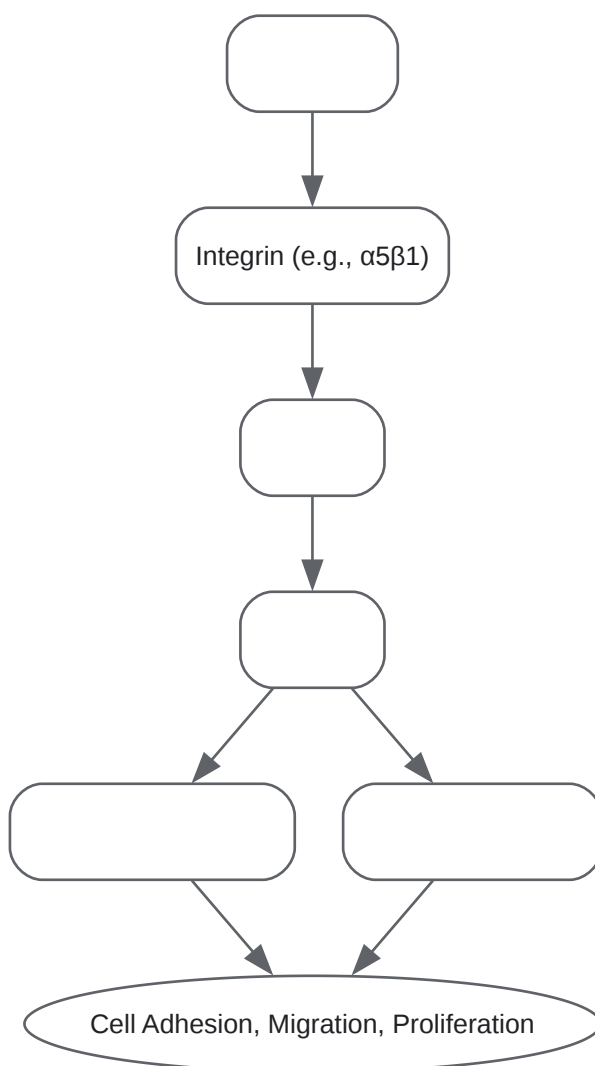 Integrin (e.g., α5β1)
Cell Adhesion, Migration, Proliferation